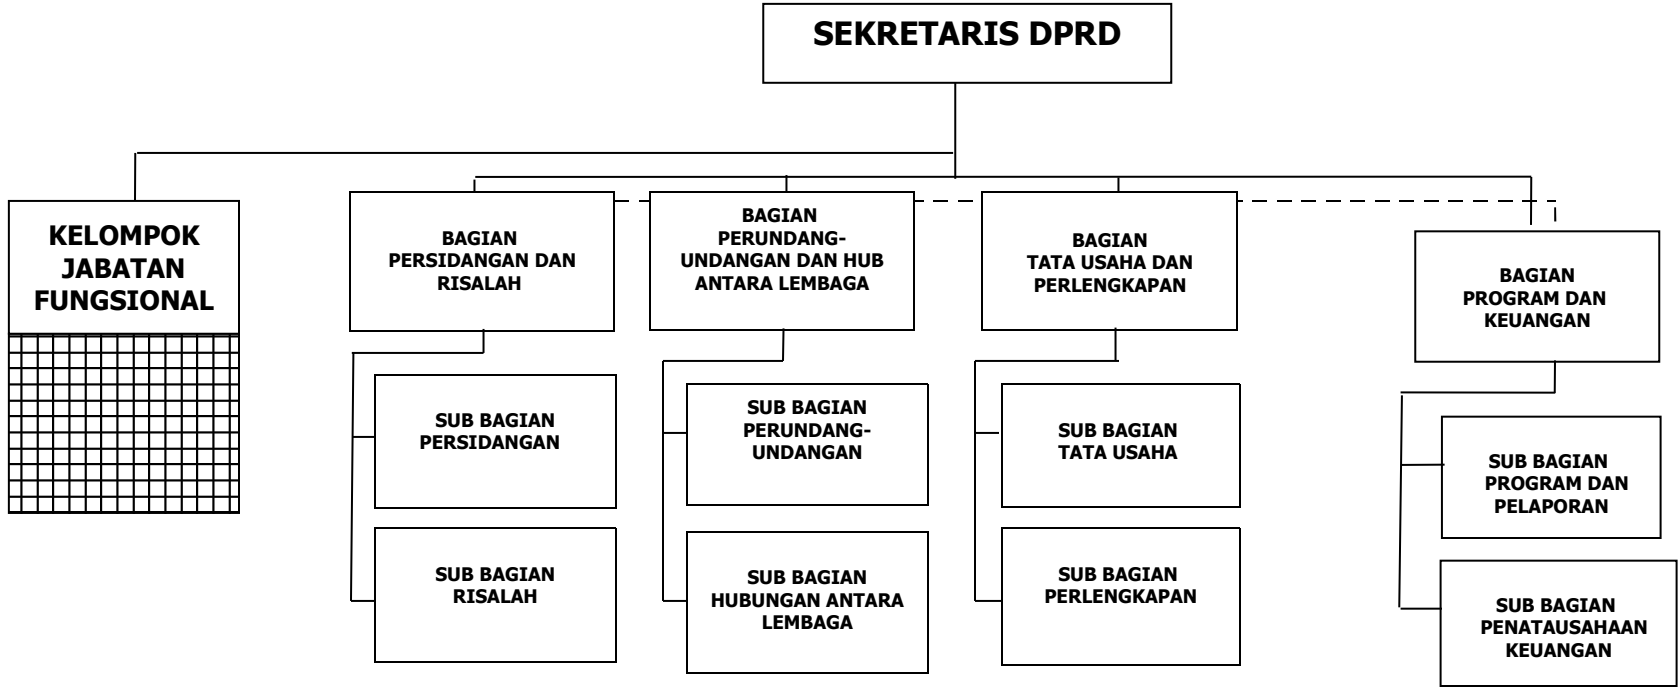 SEKRETARIS DPRD
KELOMPOK
JABATAN
FUNGSIONAL
BAGIAN
PERSIDANGAN DAN
RISALAH
BAGIAN
PERUNDANG-
UNDANGAN DAN HUB
ANTARA LEMBAGA
BAGIAN
TATA USAHA DAN
PERLENGKAPAN
BAGIAN
PROGRAM DAN
KEUANGAN
SUB BAGIAN
PERSIDANGAN
SUB BAGIAN
PERUNDANG-
UNDANGAN
SUB BAGIAN
TATA USAHA
SUB BAGIAN
PROGRAM DAN
PELAPORAN
SUB BAGIAN
RISALAH
SUB BAGIAN
HUBUNGAN ANTARA
LEMBAGA
SUB BAGIAN
PERLENGKAPAN
SUB BAGIAN
PENATAUSAHAAN
KEUANGAN